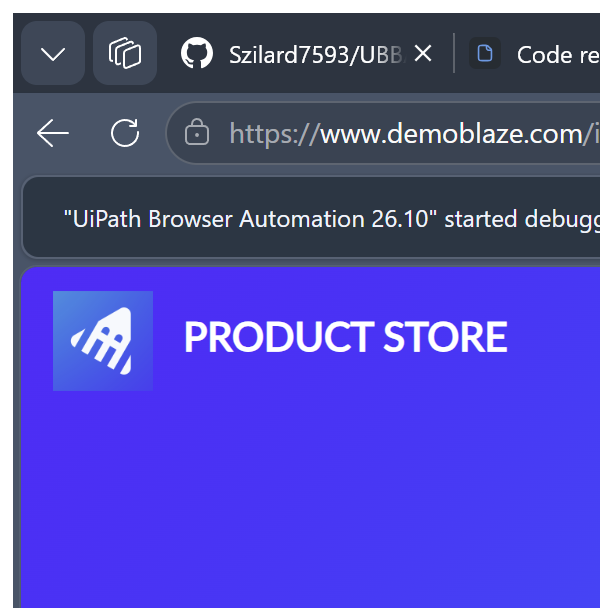 Szilard7593/UBB
Code re
https://www.demoblaze.com/i
"UiPath Browser Automation 26.10" started debugg
PRODUCT STORE